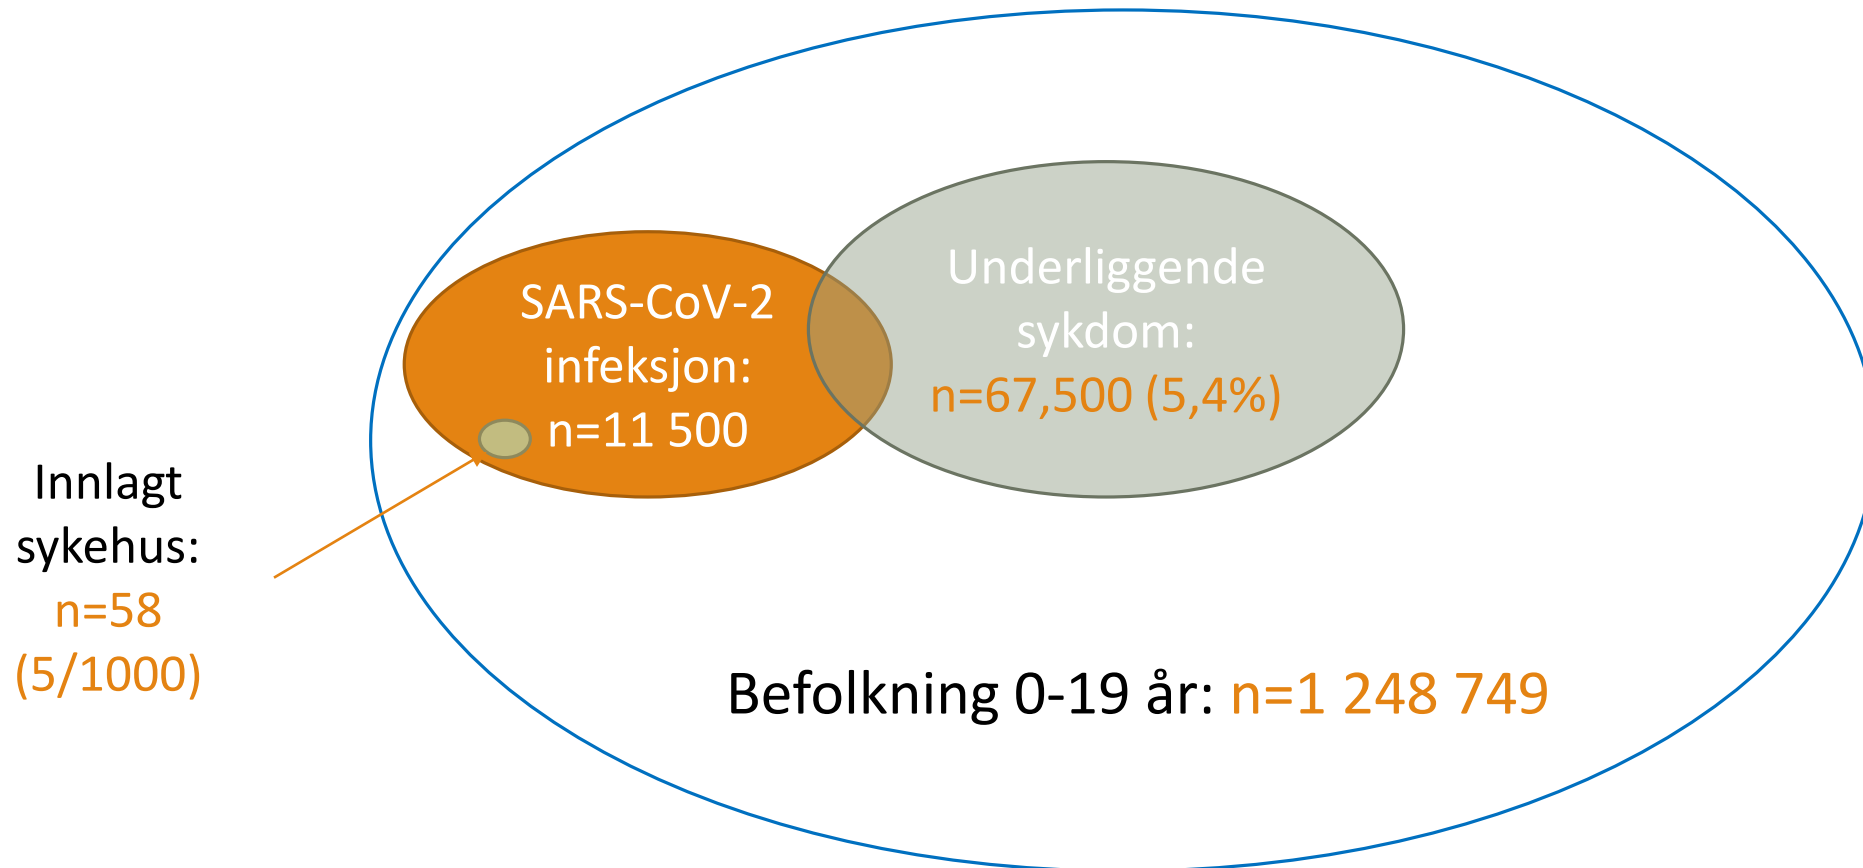 SARS-CoV-2
infeksjon:
n=11 500
Underliggende
sykdom:
n=67,500 (5,4%)
Innlagt
sykehus:
n=58
(5/1000)
Befolkning 0-19 år: n=1 248 749